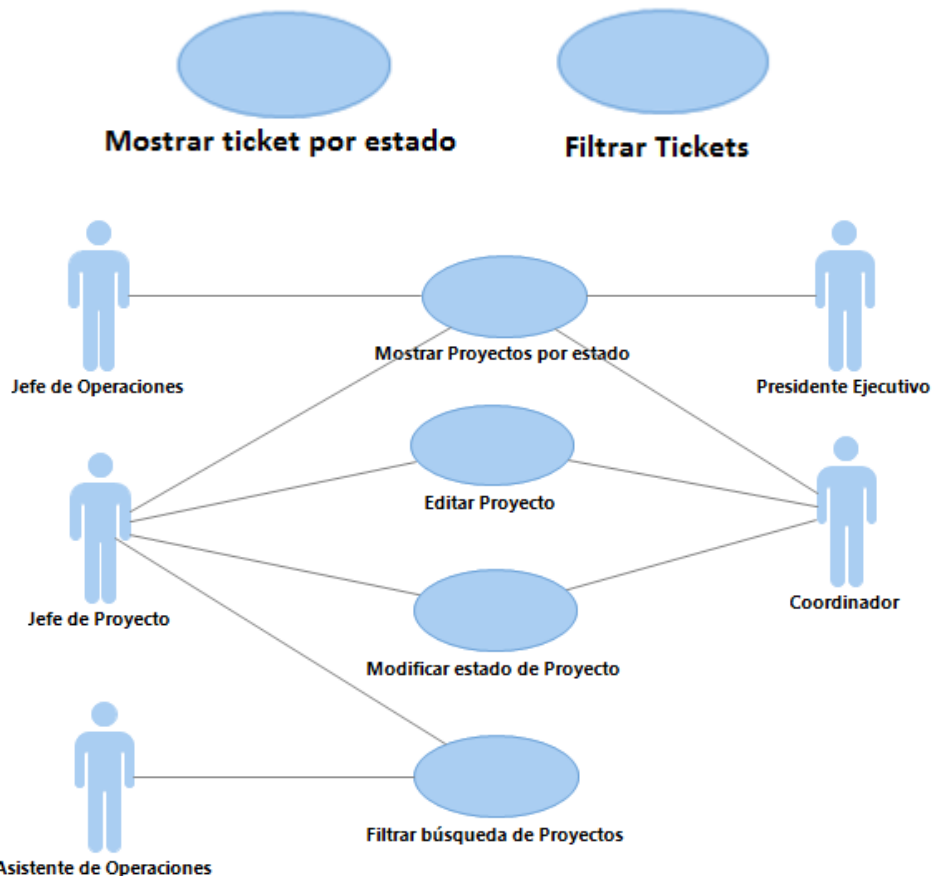 Mostrar ticket por estado
Filtrar Tickets
Mostrar Proyectos por estado
Jefe de Operaciones
Presidente Ejecutivo
Editar Proyecto
Jefe de Proyecto
Coordinador
Modificar estado de Proyecto
Filtrar búsqueda de Proyectos
Asistente de Operaciones